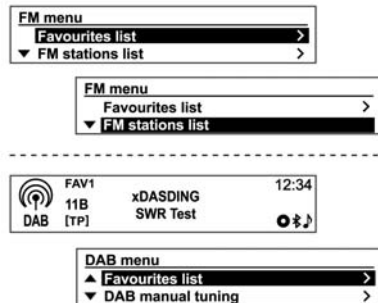 FM menu
Favourites list >
▼ FM stations list >
FM menu
Favourites list >
▼ FM stations list
DAB
FAV1
11B
[TP]
xDASDING
SWR Test
12:34
DAB menu
▲ Favourites list >
▼ DAB manual tuning >